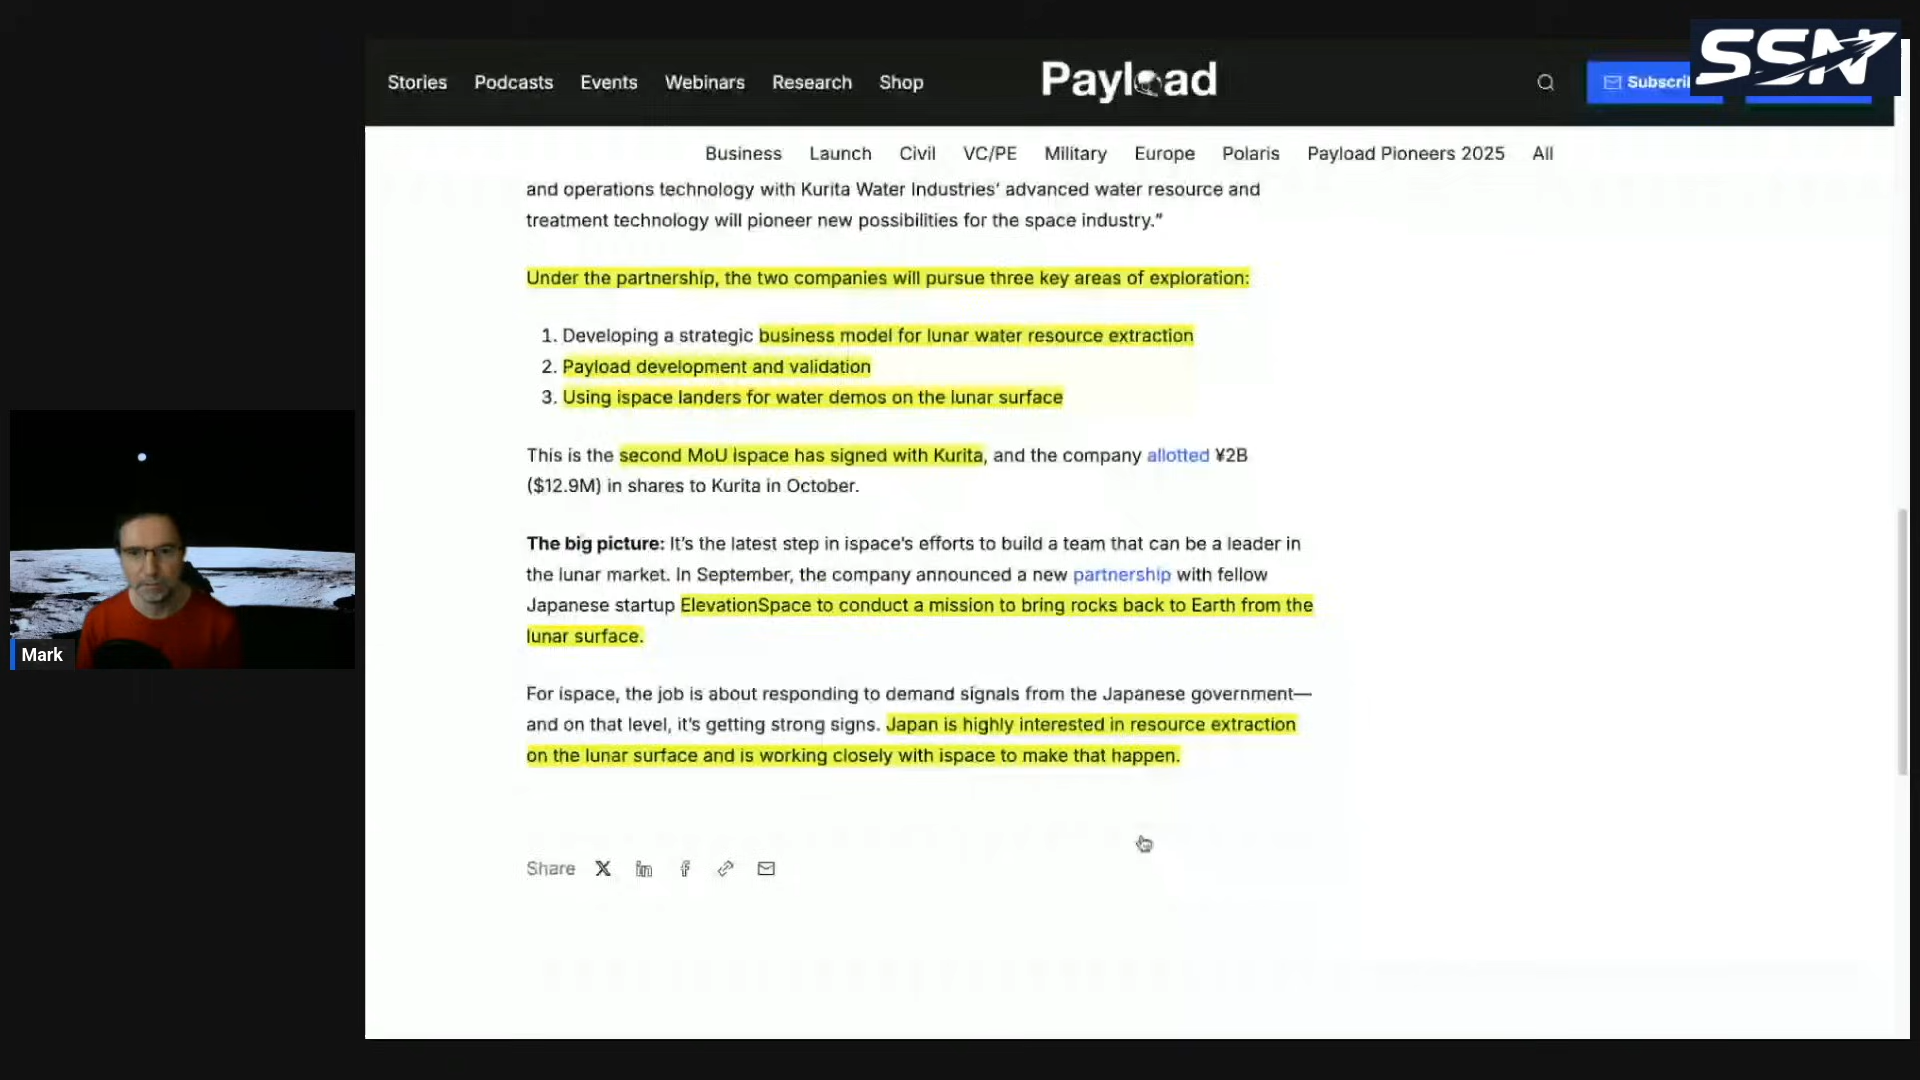 SSN
Stories Podcasts Events Webinars Research Shop Payload
Business Launch Civil VC/PE Military Europe Polaris Payload Pioneers 2025 All
and operations technology with Kurita Water Industries’ advanced water resource and
treatment technology will pioneer new possibilities for the space industry.”
Under the partnership, the two companies will pursue three key areas of exploration:
1. Developing a strategic business model for lunar water resource extraction
2. Payload development and validation
3. Using ispace landers for water demos on the lunar surface
This is the second MoU ispace has signed with Kurita, and the company allotted ¥2B
($12.9M) in shares to Kurita in October.
The big picture: It’s the latest step in ispace’s efforts to build a team that can be a leader in
the lunar market. In September, the company announced a new partnership with fellow
Japanese startup ElevationSpace to conduct a mission to bring rocks back to Earth from the
lunar surface.
For ispace, the job is about responding to demand signals from the Japanese government—
and on that level, it’s getting strong signs. Japan is highly interested in resource extraction
on the lunar surface and is working closely with ispace to make that happen.
Share
Mark